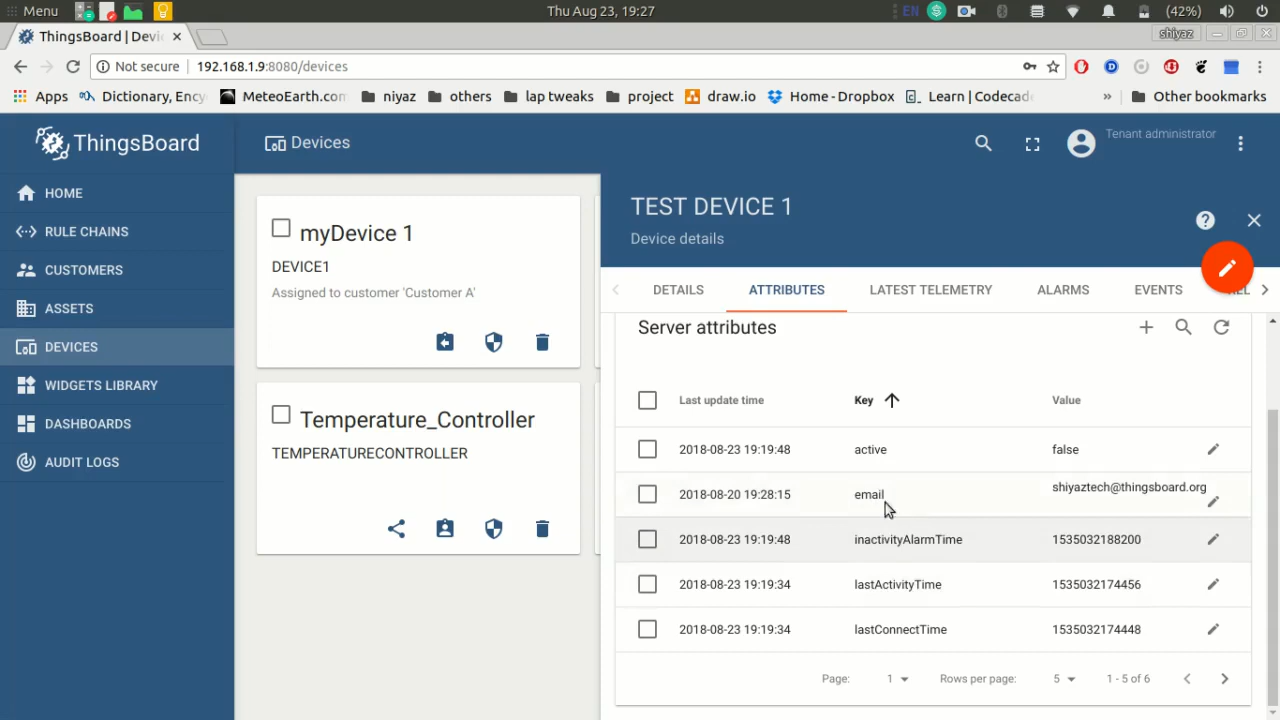 Menu
Thu Aug 23, 19:27
EN
(42%)
ThingsBoard | Devi
shiyaz
Not secure
192.168.1.9:8080/devices
Apps
Dictionary, Ency
MeteoEarth.com
niyaz
others
lap tweaks
project
draw.io
Home - Dropbox
Learn | Codecade
»
Other bookmarks
ThingsBoard
Devices
Tenant administrator
HOME
RULE CHAINS
CUSTOMERS
ASSETS
DEVICES
WIDGETS LIBRARY
DASHBOARDS
AUDIT LOGS
myDevice 1
DEVICE1
Assigned to customer 'Customer A'
Temperature_Controller
TEMPERATURECONTROLLER
TEST DEVICE 1
Device details
DETAILS
ATTRIBUTES
LATEST TELEMETRY
ALARMS
EVENTS
Server attributes
Last update time Key Value
2018-08-23 19:19:48 active false
2018-08-20 19:28:15 email shiyaztech@thingsboard.org
2018-08-23 19:19:48 inactivityAlarmTime 1535032188200
2018-08-23 19:19:34 lastActivityTime 1535032174456
2018-08-23 19:19:34 lastConnectTime 1535032174448
Page: 1 Rows per page: 5 1 - 5 of 6